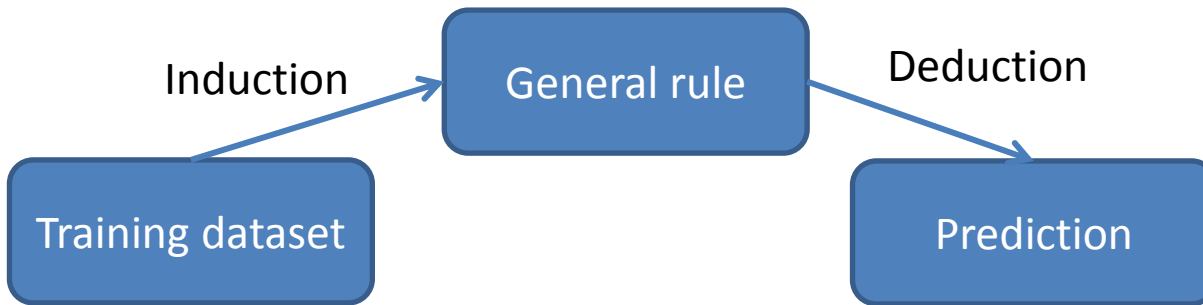 Induction
General rule
Deduction
Training dataset
Prediction